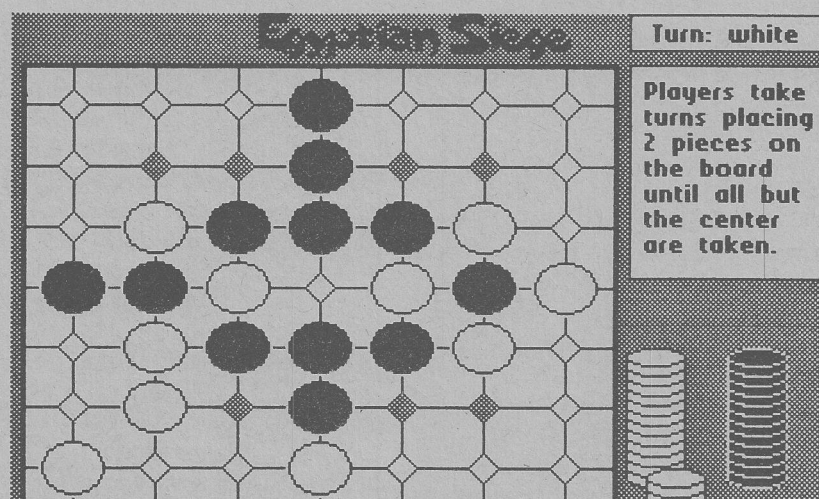 Egyptian Siege
Turn: white
Players take
turns placing
2 pieces on
the board
until all but
the center
are taken.